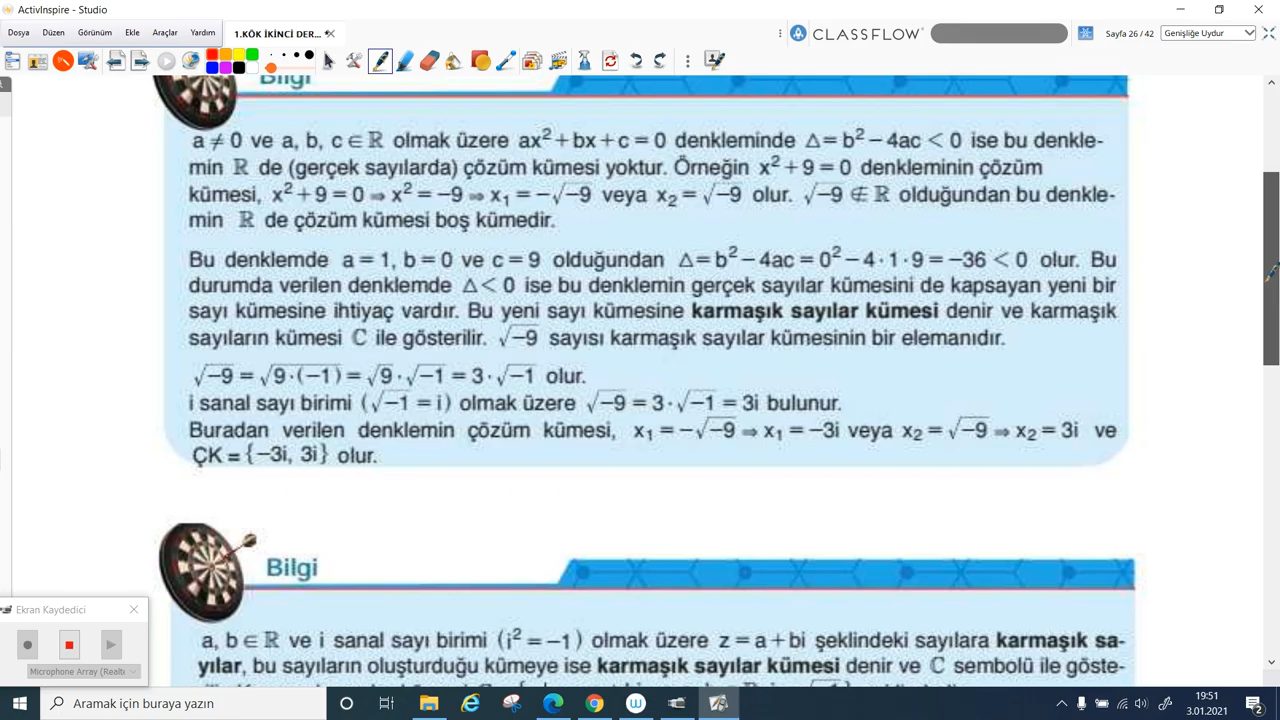 ActivInspire - Studio
Dosya Düzen Görünüm Ekle Araçlar Yardım 1.KÖK İKİNCİ DER... CLASSFLOW Sayfa 26 / 42 Genişliğe Uydur
Bilgi
a ≠ 0 ve a, b, c ∈ ℝ olmak üzere ax² + bx + c = 0 denkleminde Δ = b² − 4ac < 0 ise bu denkle-
min ℝ de (gerçek sayılarda) çözüm kümesi yoktur. Örneğin x² + 9 = 0 denkleminin çözüm
kümesi, x² + 9 = 0 ⇒ x² = −9 ⇒ x₁ = −√−9 veya x₂ = √−9 olur. √−9 ∉ ℝ olduğundan bu denkle-
min ℝ de çözüm kümesi boş kümedir.
Bu denklemde a = 1, b = 0 ve c = 9 olduğundan Δ = b² − 4ac = 0² − 4 · 1 · 9 = −36 < 0 olur. Bu
durumda verilen denklemde Δ < 0 ise bu denklemin gerçek sayılar kümesini de kapsayan yeni bir
sayı kümesine ihtiyaç vardır. Bu yeni sayı kümesine karmaşık sayılar kümesi denir ve karmaşık
sayıların kümesi ℂ ile gösterilir. √−9 sayısı karmaşık sayılar kümesinin bir elemanıdır.
√−9 = √9·(−1) = √9 · √−1 = 3 · √−1 olur.
i sanal sayı birimi (√−1 = i) olmak üzere √−9 = 3 · √−1 = 3i bulunur.
Buradan verilen denklemin çözüm kümesi, x₁ = −√−9 ⇒ x₁ = −3i veya x₂ = √−9 ⇒ x₂ = 3i ve
ÇK = {−3i, 3i} olur.
Bilgi
a, b ∈ ℝ ve i sanal sayı birimi (i² = −1) olmak üzere z = a + bi şeklindeki sayılara karmaşık sa-
yılar, bu sayıların oluşturduğu kümeye ise karmaşık sayılar kümesi denir ve ℂ sembolü ile göste-
Ekran Kaydedici
Microphone Array (Realt
Aramak için buraya yazın
19:51
3.01.2021
2